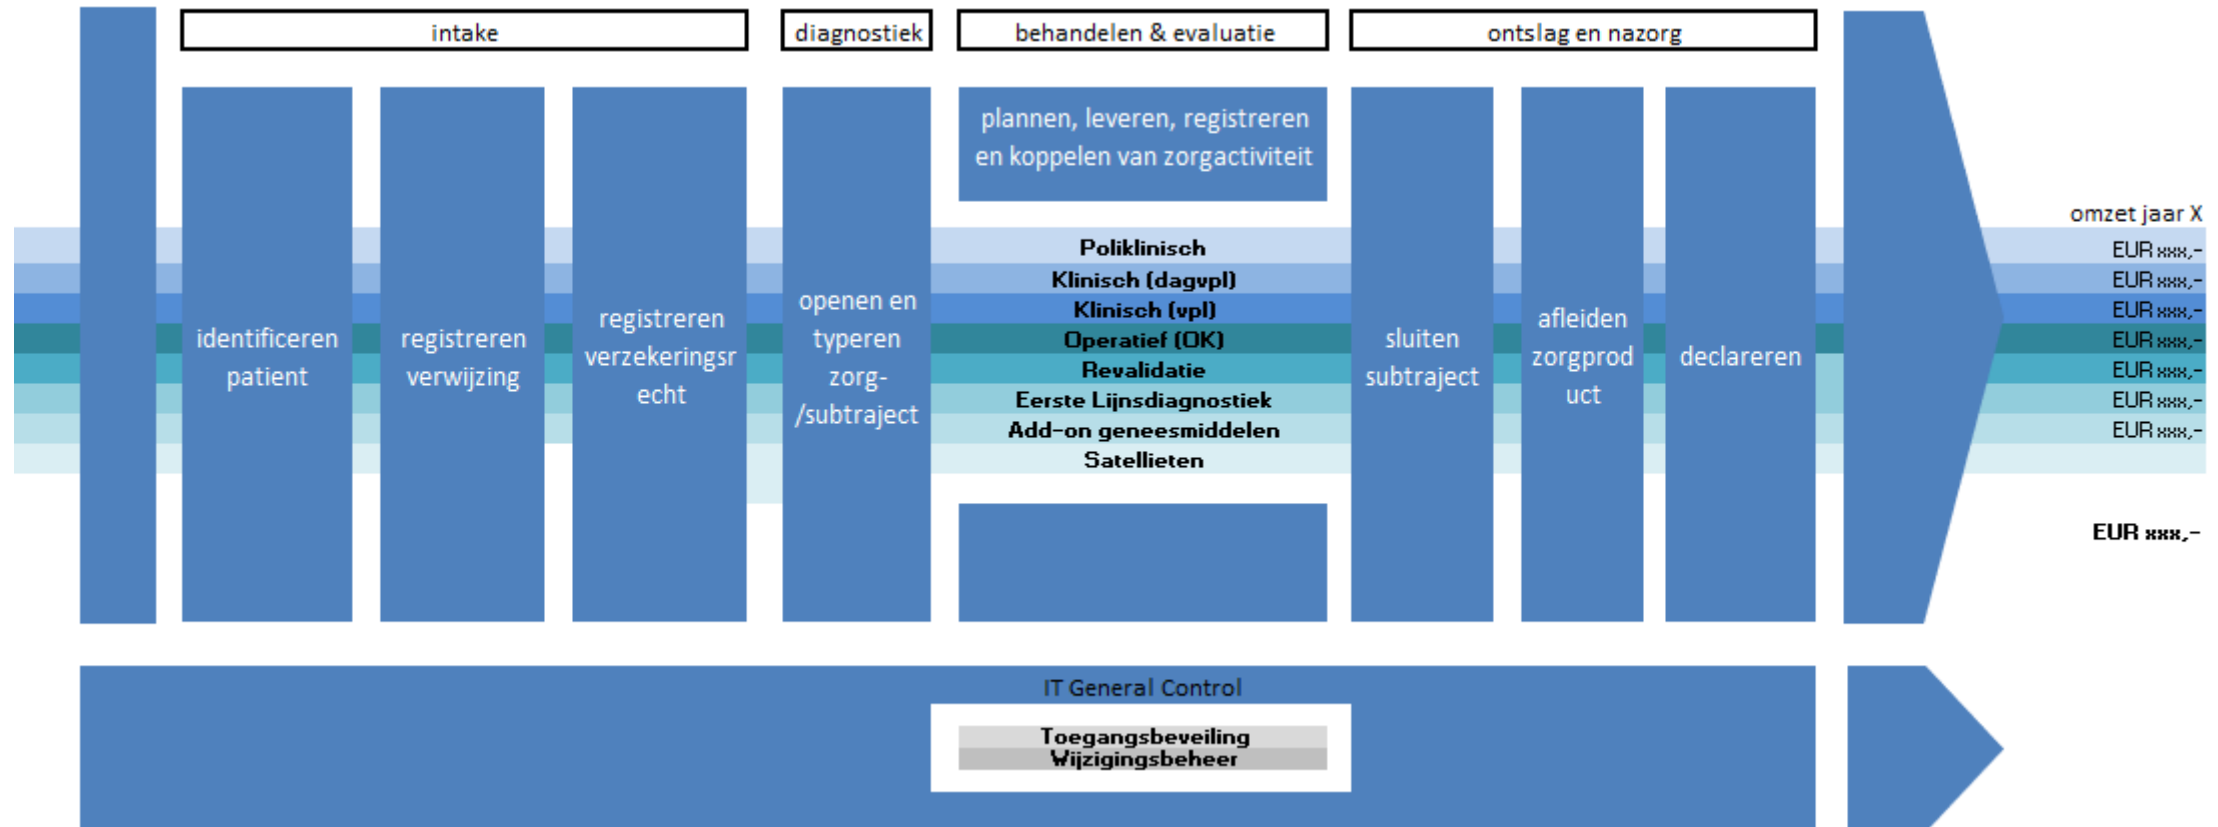 intake
diagnostiek
behandelen & evaluatie
ontslag en nazorg
identificeren
patient
registreren
verwijzing
registreren
verzekeringsr
echt
openen en
typeren
zorg-
/subtraject
plannen, leveren, registreren
en koppelen van zorgactiviteit
sluiten
subtraject
afleiden
zorgprod
uct
declareren
omzet jaar X
Poliklinisch EUR xxx,-
Klinisch (dagvpl) EUR xxx,-
Klinisch (vpl) EUR xxx,-
Operatief (OK) EUR xxx,-
Revalidatie EUR xxx,-
Eerste Lijnsdiagnostiek EUR xxx,-
Add-on geneesmiddelen EUR xxx,-
Satellieten
EUR xxx,-
IT General Control
Toegangsbeveiling
Wijzigingsbeheer